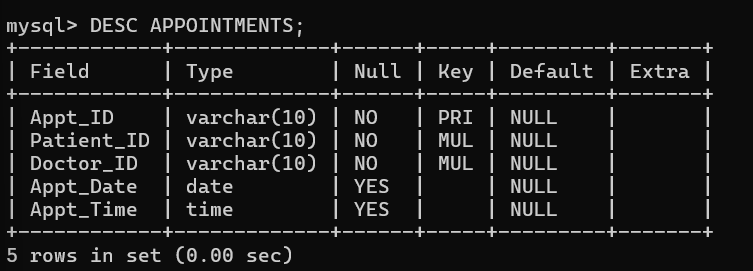 mysql> DESC APPOINTMENTS;
+------------+-------------+------+-----+---------+-------+
| Field      | Type        | Null | Key | Default | Extra |
+------------+-------------+------+-----+---------+-------+
| Appt_ID    | varchar(10) | NO   | PRI | NULL    |       |
| Patient_ID | varchar(10) | NO   | MUL | NULL    |       |
| Doctor_ID  | varchar(10) | NO   | MUL | NULL    |       |
| Appt_Date  | date        | YES  |     | NULL    |       |
| Appt_Time  | time        | YES  |     | NULL    |       |
+------------+-------------+------+-----+---------+-------+
5 rows in set (0.00 sec)